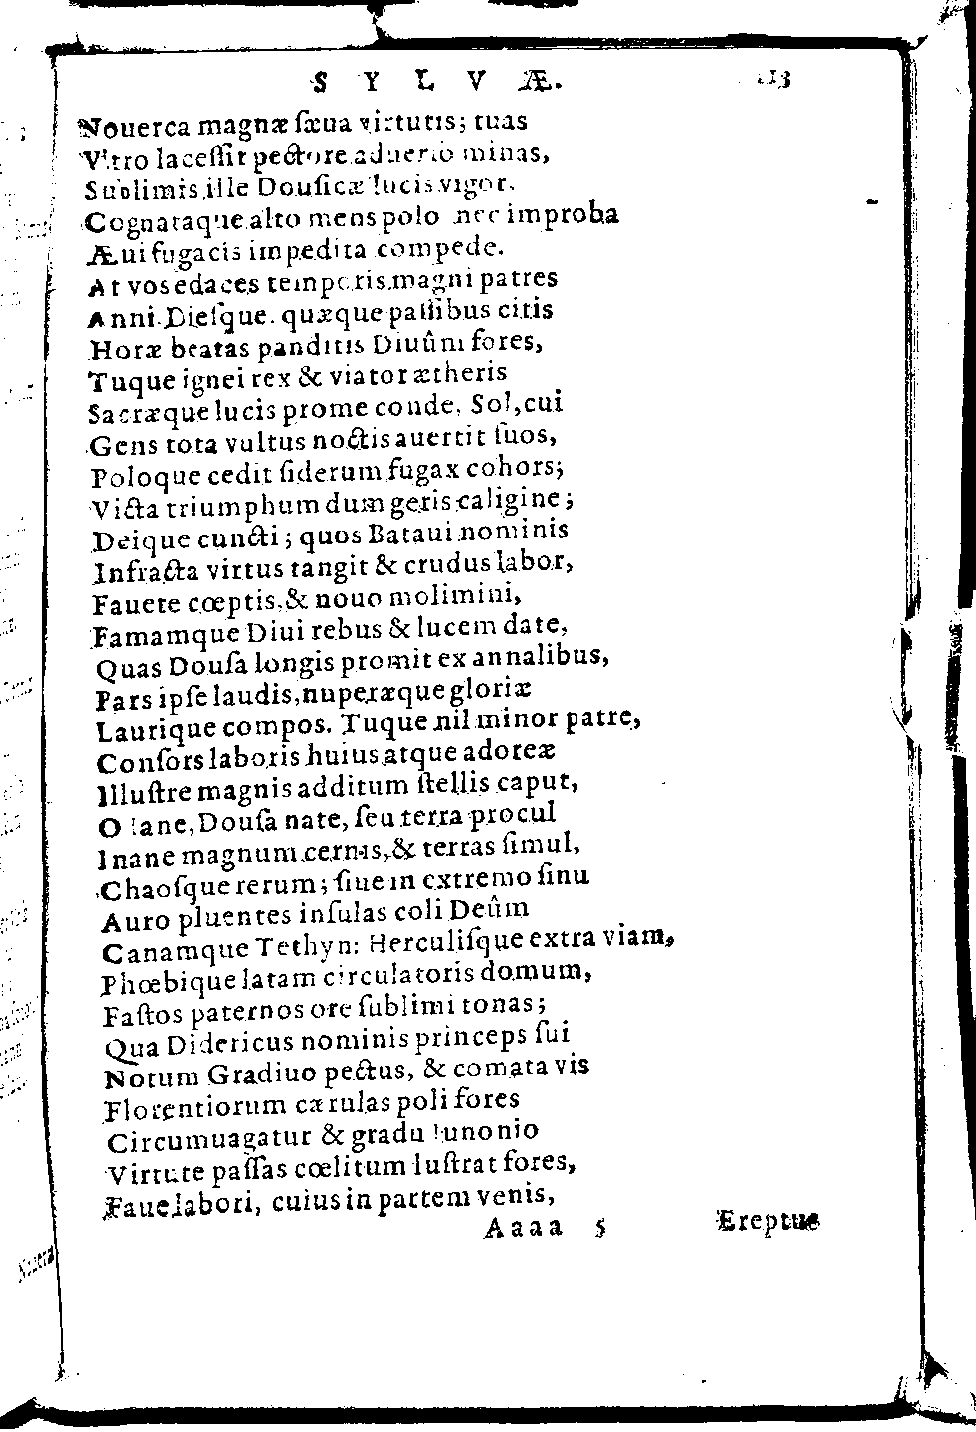 SYLVÆ. 113
Nouerca magnæ ſæua virtutis; tuas
Vltro laceſſit pectore aduerſo minas,
Sublimis ille Douſicæ lucis vigor,
Cognataque alto mens polo nec improba
Æui fugacis impedita compede.
At vos edaces temporis magni patres
Anni Dieſque, quæque paſſibus citis
Horæ beatas panditis Diuûm fores,
Tuque ignei rex & viator ætheris
Sacræque lucis prome conde, Sol, cui
Gens tota vultus noctis auertit ſuos,
Poloque cedit ſiderum fugax cohors;
Victa triumphum dum geris caligine;
Deique cuncti; quos Bataui nominis
Infracta virtus tangit & crudus labor,
Fauete cœptis, & nouo molimini,
Famamque Diui rebus & lucem date,
Quas Douſa longis promit ex annalibus,
Pars ipſe laudis, nuperæque gloriæ
Laurique compos. Tuque nil minor patre,
Conſors laboris huius atque adoreæ
Illuſtre magnis additum ſtellis caput,
O Iane, Douſa nate, ſeu terra procul
Inane magnum cernis, & terras ſimul,
Chaoſque rerum; ſiue in extremo ſinu
Auro pluentes inſulas coli Deûm
Canamque Tethyn: Herculiſque extra viam,
Phœbique latam circulatoris domum,
Faſtos paternos ore ſublimi tonas;
Qua Didericus nominis princeps ſui
Notum Gradiuo pectus, & comata vis
Florentiorum cærulas poli fores
Circumuagatur & gradu Iunonio
Virtute paſſas cœlitum luſtrat fores,
Faue labori, cuius in partem venis,
Aaaa 5 Ereptus